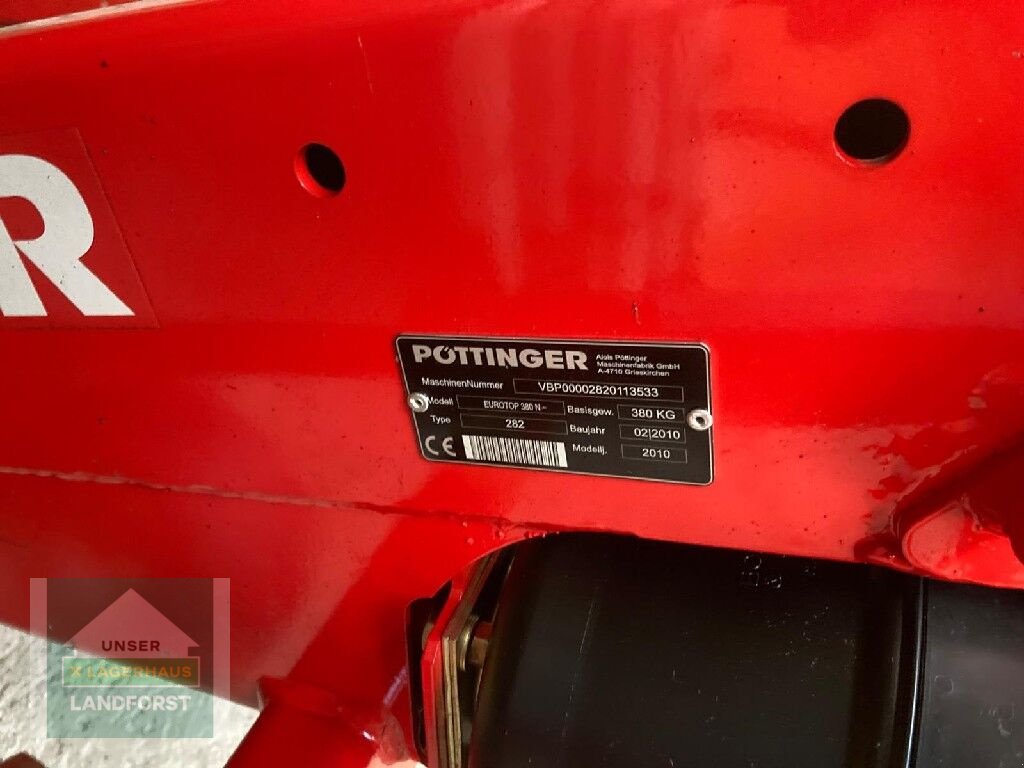 R
PÖTTINGER
Alois Pöttinger
Maschinenfabrik GmbH
A-4710 Grieskirchen
MaschinenNummer VBP00002820113533
Modell EUROTOP 380 N Basisgew. 380 KG
Type 282 Baujahr 02|2010
CE Modellj. 2010
UNSER
X LAGERHAUS
LANDFORST